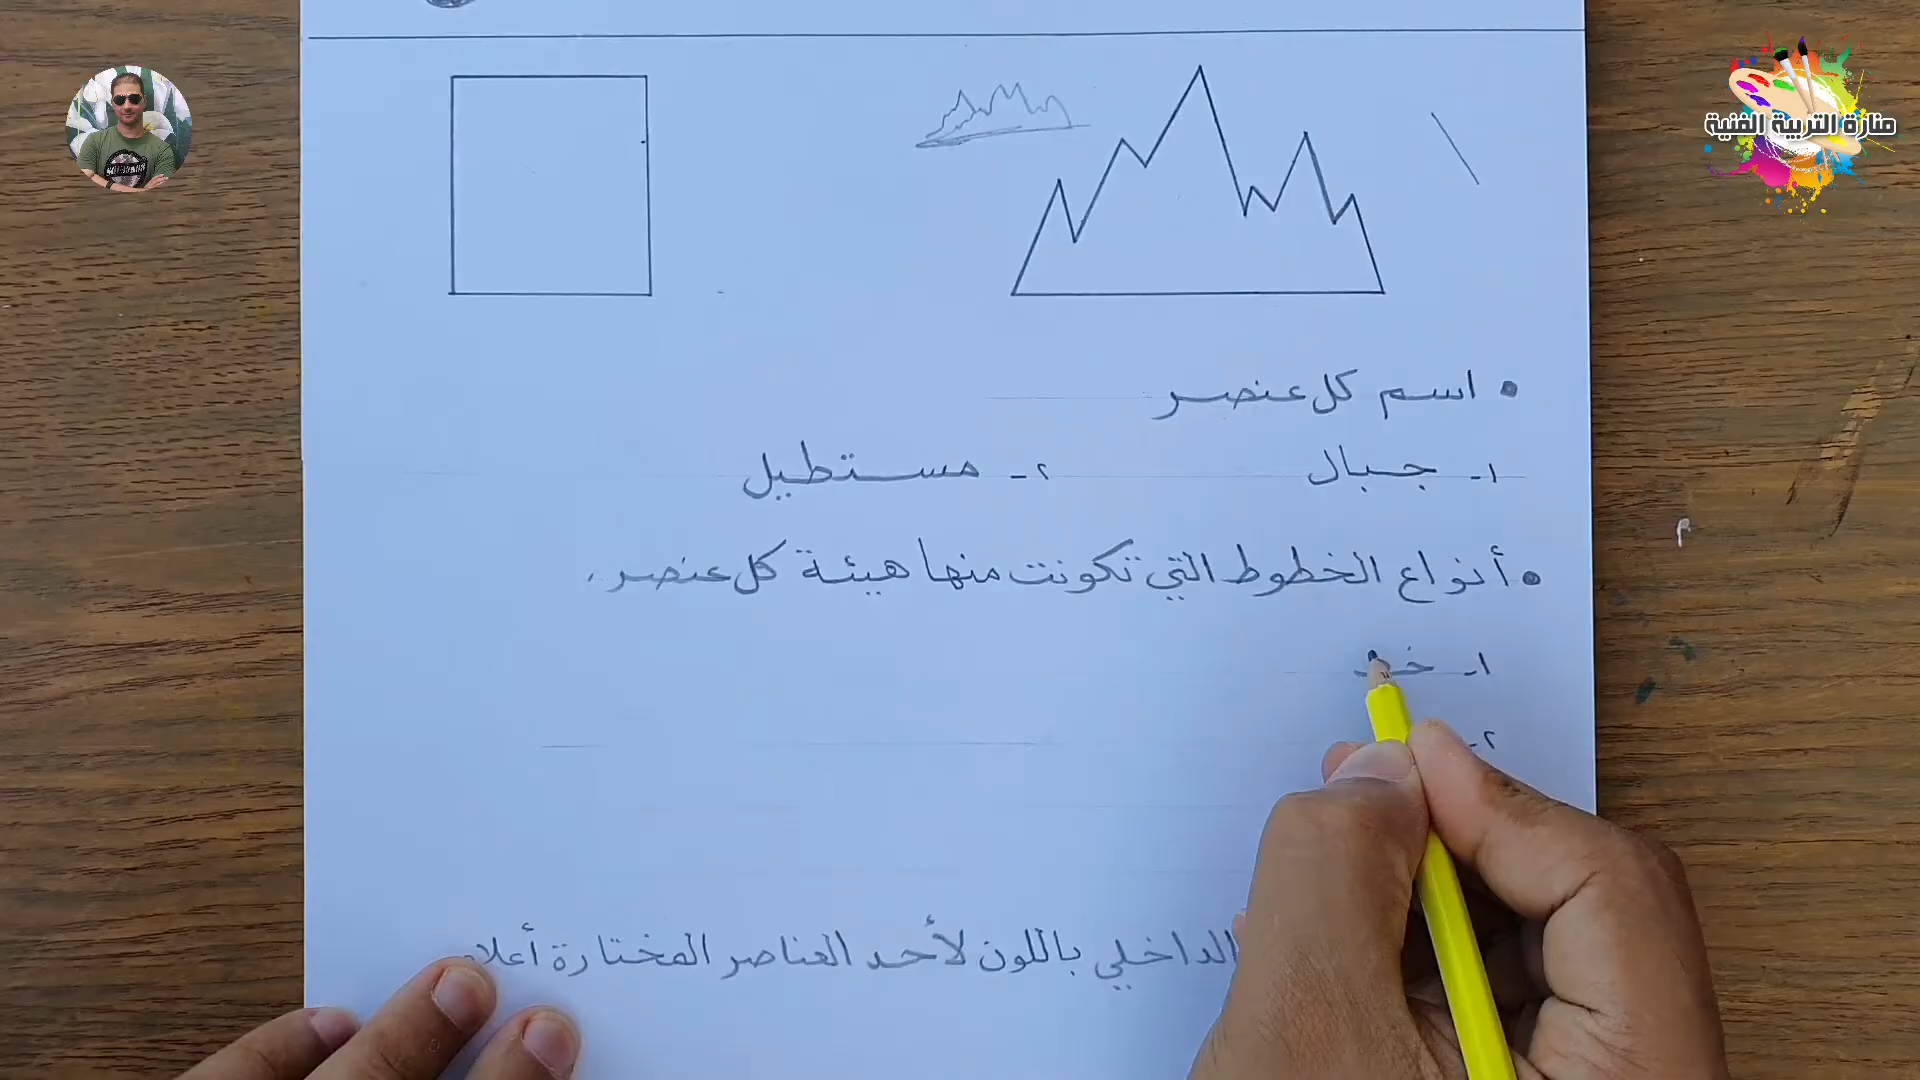 منارة التربية الفنية
• اسم كل عنصر
١- جبال ٢- مستطيل
• أنواع الخطوط التي تكونت منها هيئة كل عنصر.
١-
٢-
الداخلي باللون لأحد العناصر المختارة أعلاه